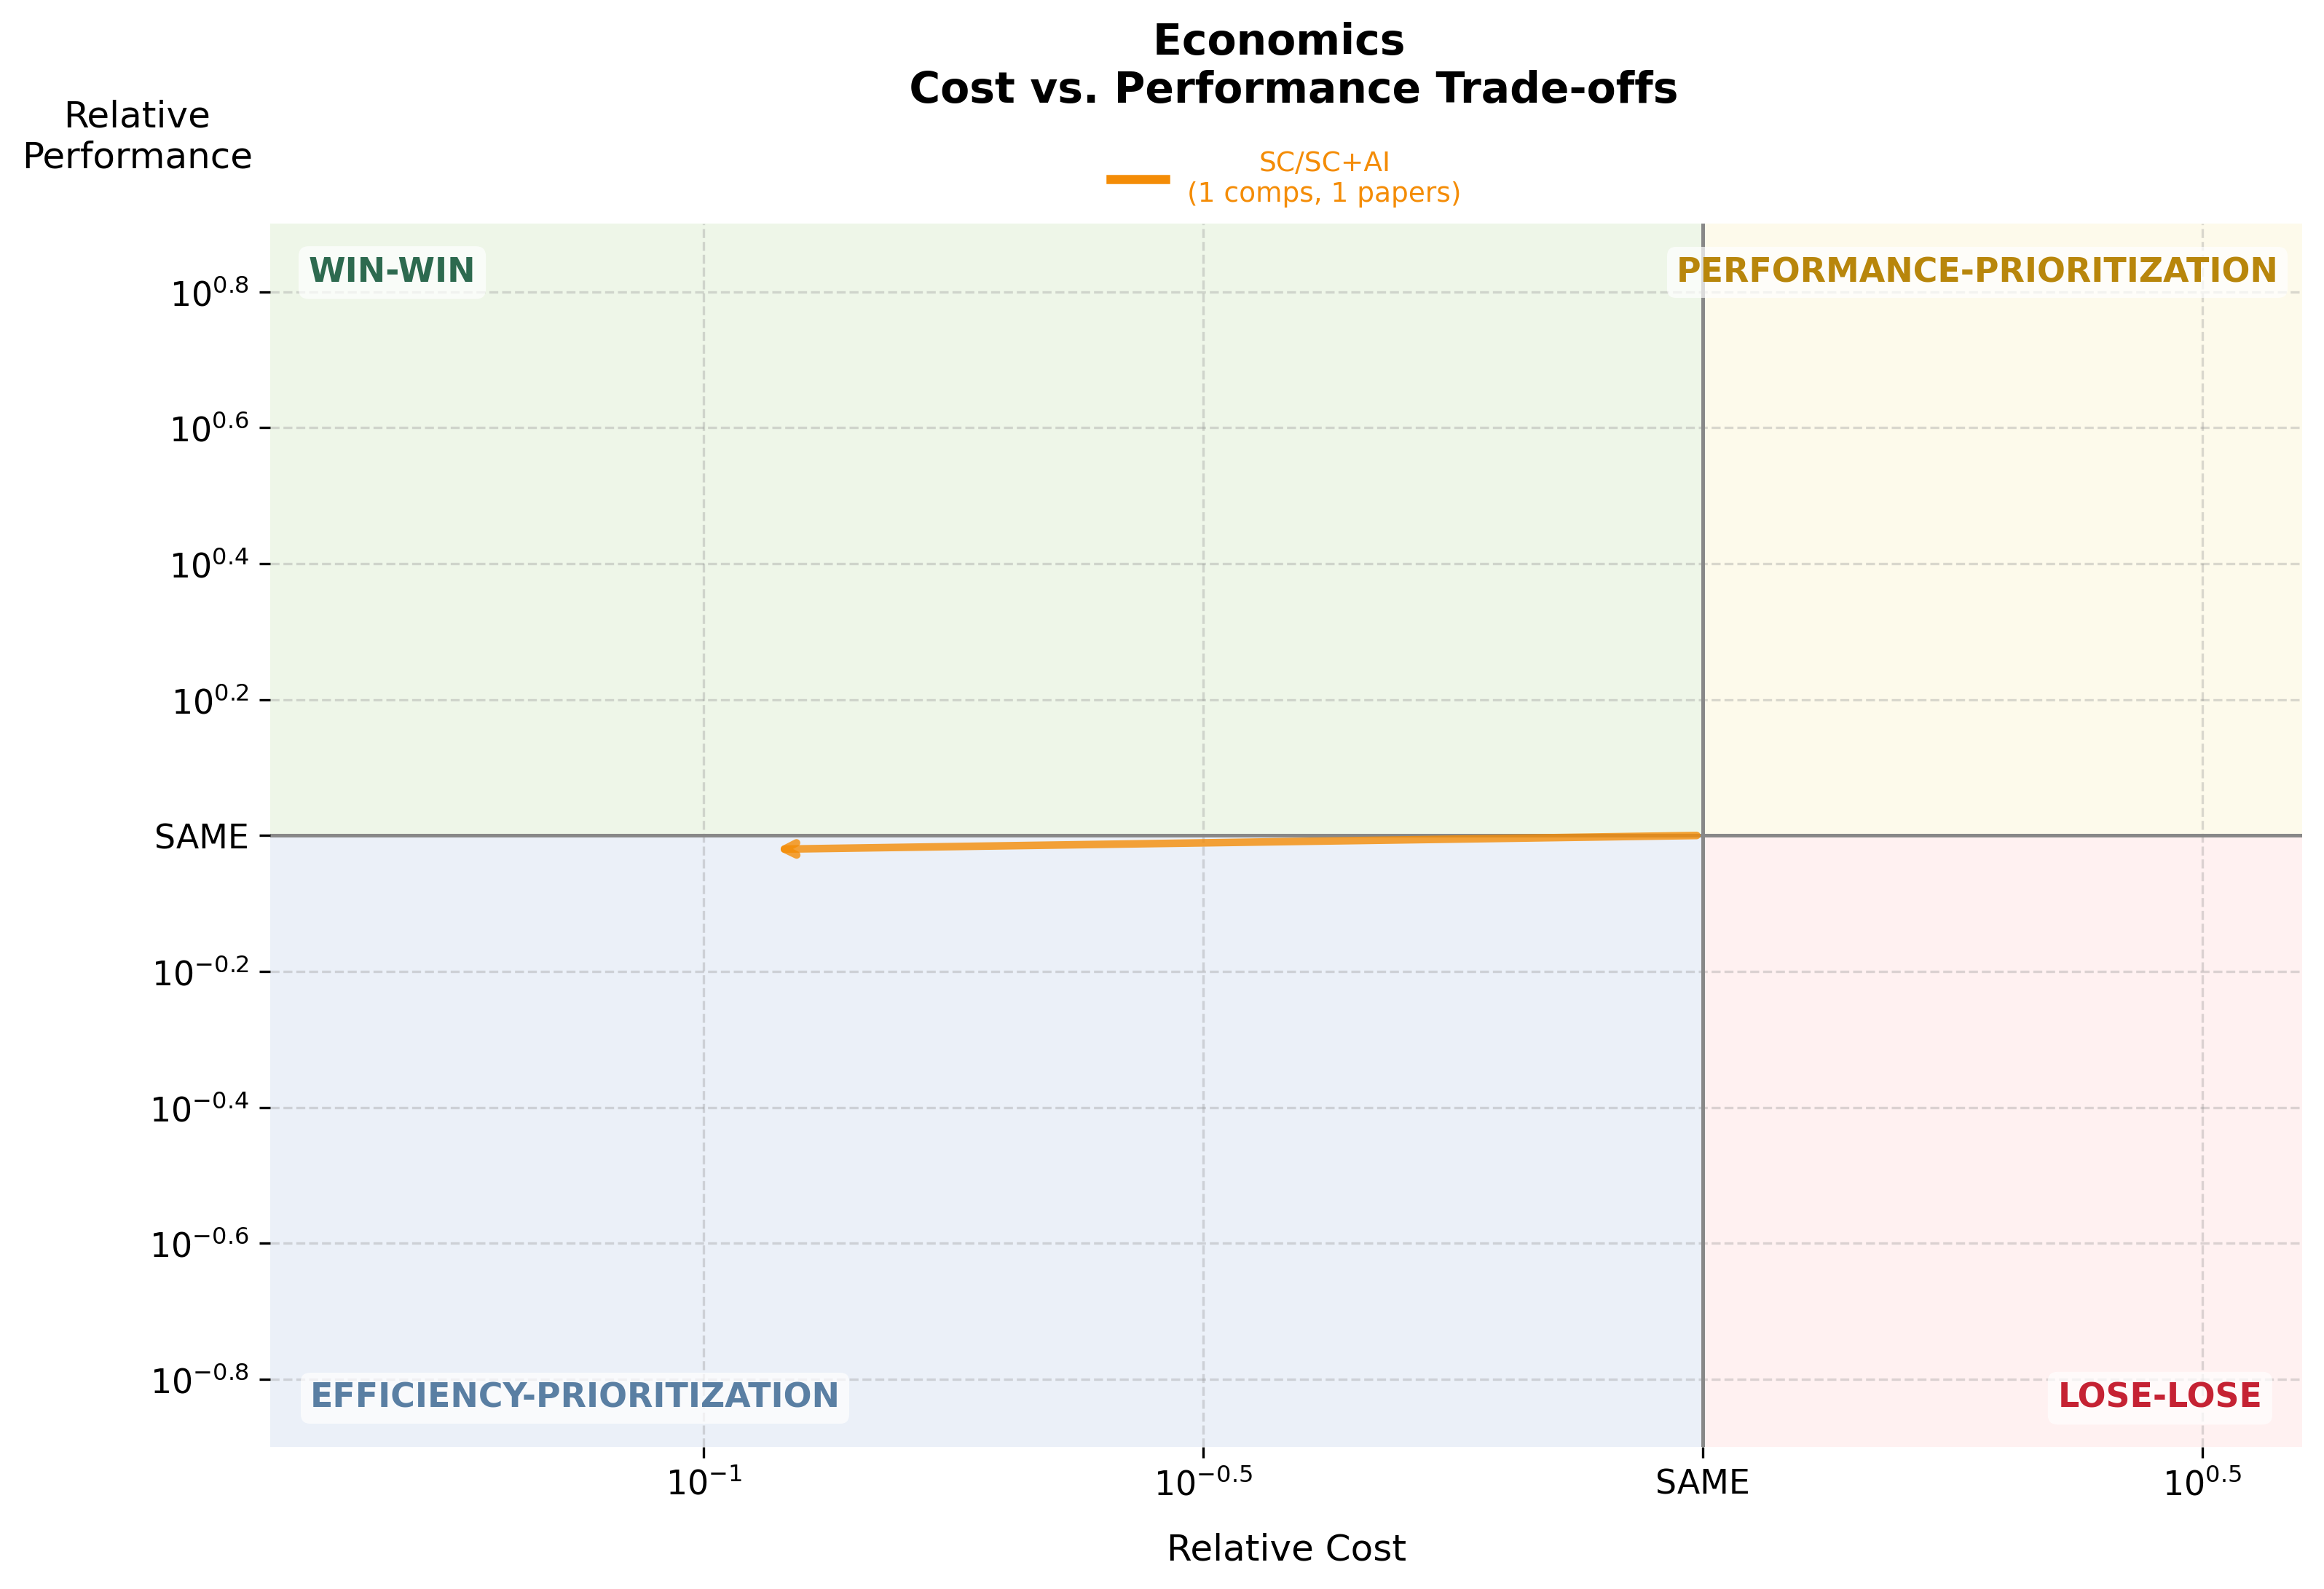 Economics
Cost vs. Performance Trade-offs
Relative
Performance
SC/SC+AI
(1 comps, 1 papers)
WIN-WIN
PERFORMANCE-PRIORITIZATION
10^0.8
10^0.6
10^0.4
10^0.2
SAME
10^−0.2
10^−0.4
10^−0.6
10^−0.8
EFFICIENCY-PRIORITIZATION
LOSE-LOSE
10^−1
10^−0.5
SAME
10^0.5
Relative Cost